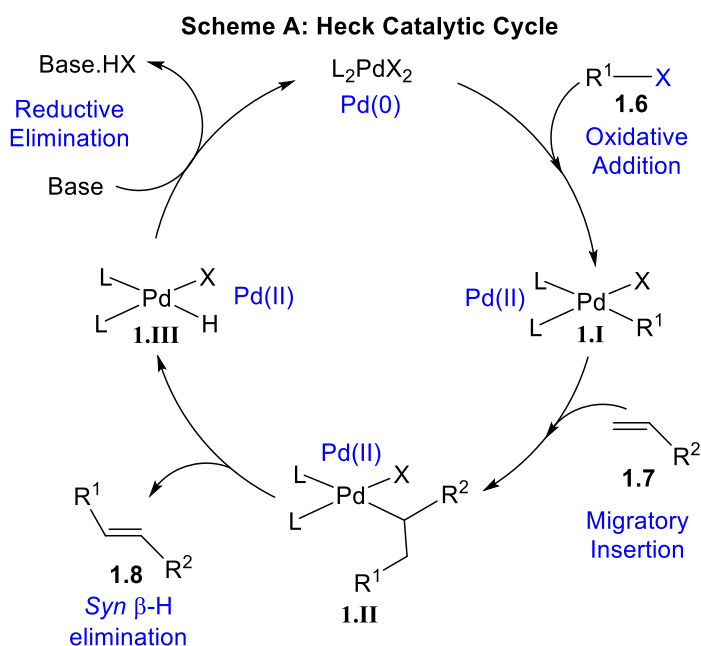 Scheme A: Heck Catalytic Cycle
Base.HX
Reductive
Elimination
Base
L₂PdX₂
Pd(0)
R¹
X
1.6
Oxidative
Addition
L
X
Pd
L
H
1.III
Pd(II)
Pd(II)
L
X
Pd
L
R¹
1.I
R²
1.7
Migratory
Insertion
Pd(II)
L
X
Pd
L
R²
R¹
1.II
R¹
R²
1.8
Syn β-H
elimination